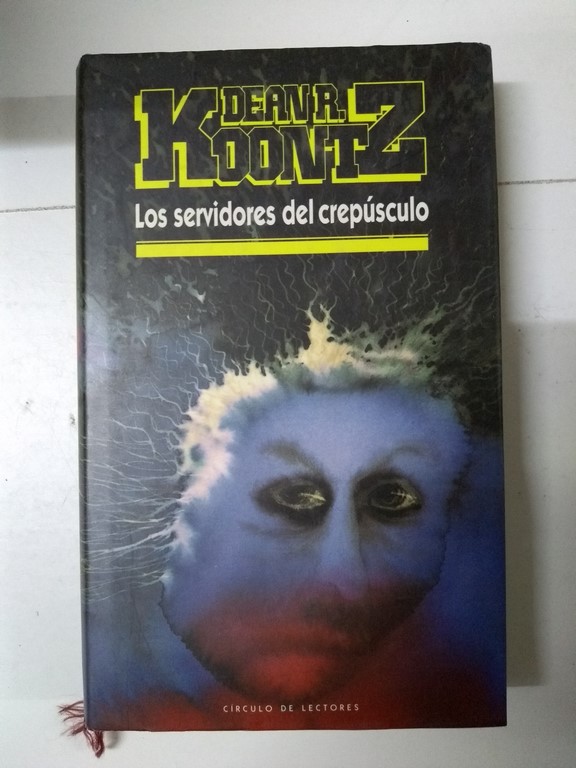 DEAN R.
KOONTZ
Los servidores del crepúsculo
CÍRCULO DE LECTORES